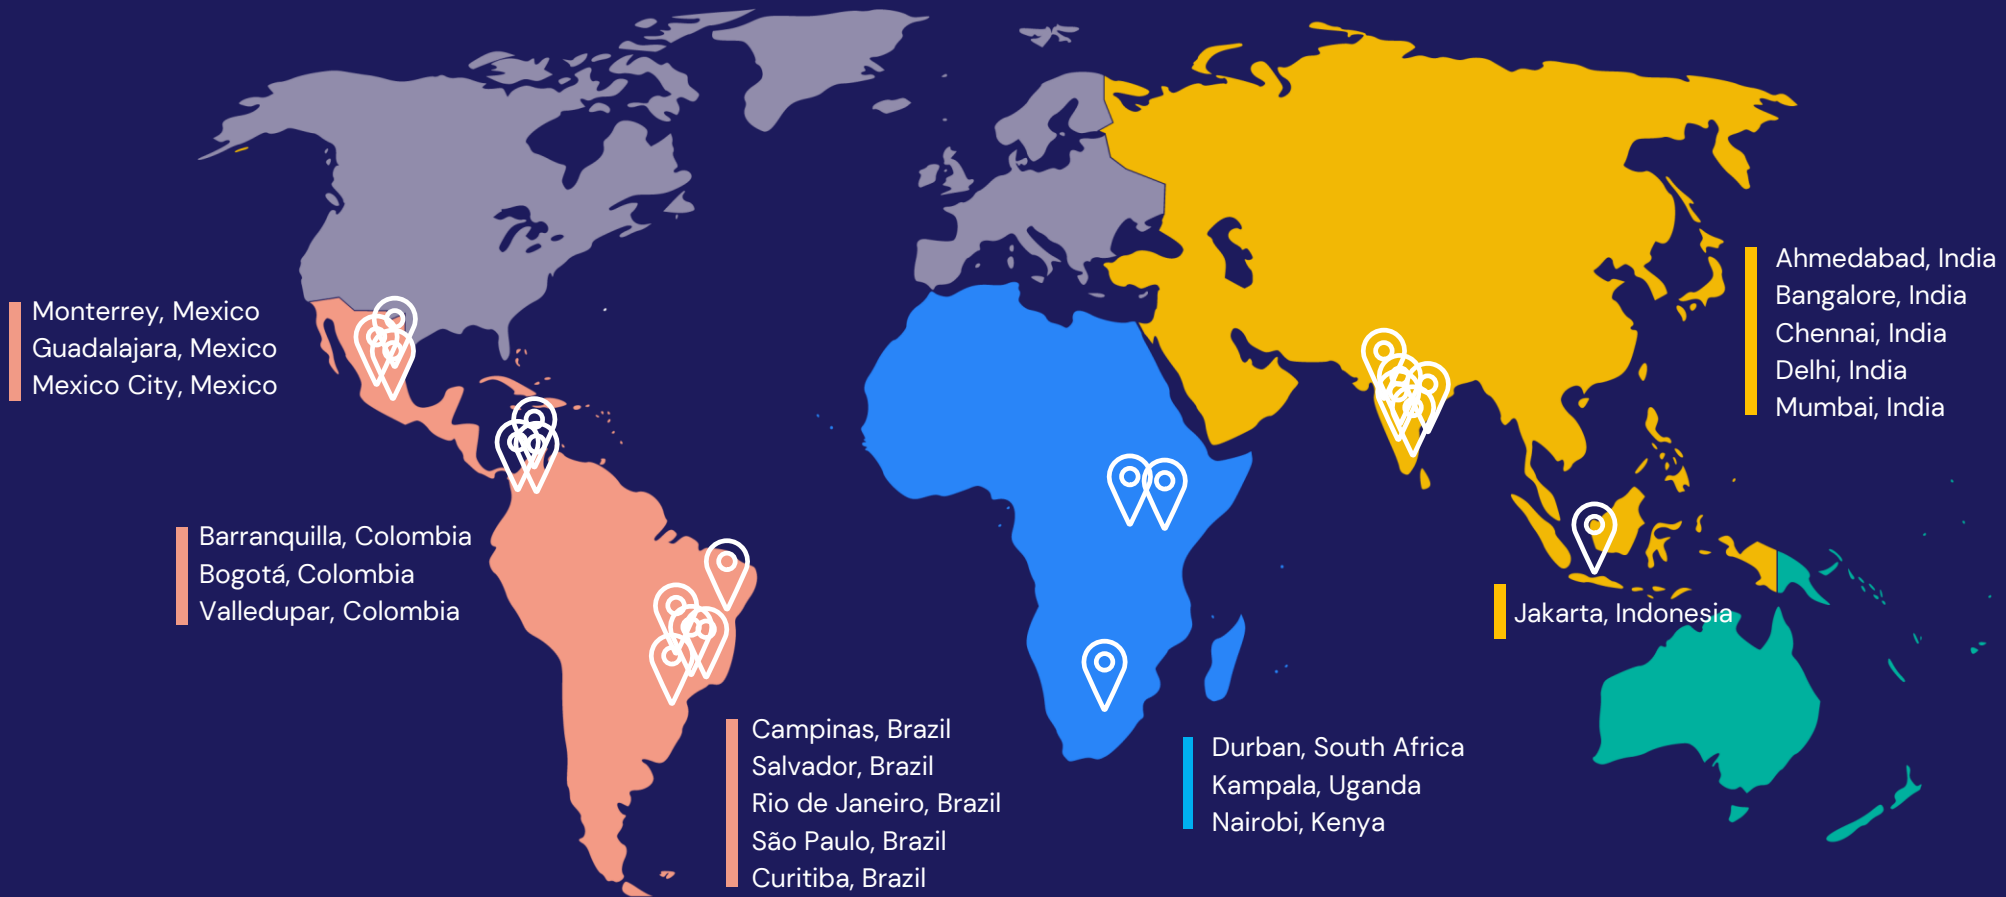 Monterrey, Mexico
Guadalajara, Mexico
Mexico City, Mexico
Barranquilla, Colombia
Bogotá, Colombia
Valledupar, Colombia
Campinas, Brazil
Salvador, Brazil
Rio de Janeiro, Brazil
São Paulo, Brazil
Curitiba, Brazil
Durban, South Africa
Kampala, Uganda
Nairobi, Kenya
Ahmedabad, India
Bangalore, India
Chennai, India
Delhi, India
Mumbai, India
Jakarta, Indonesia